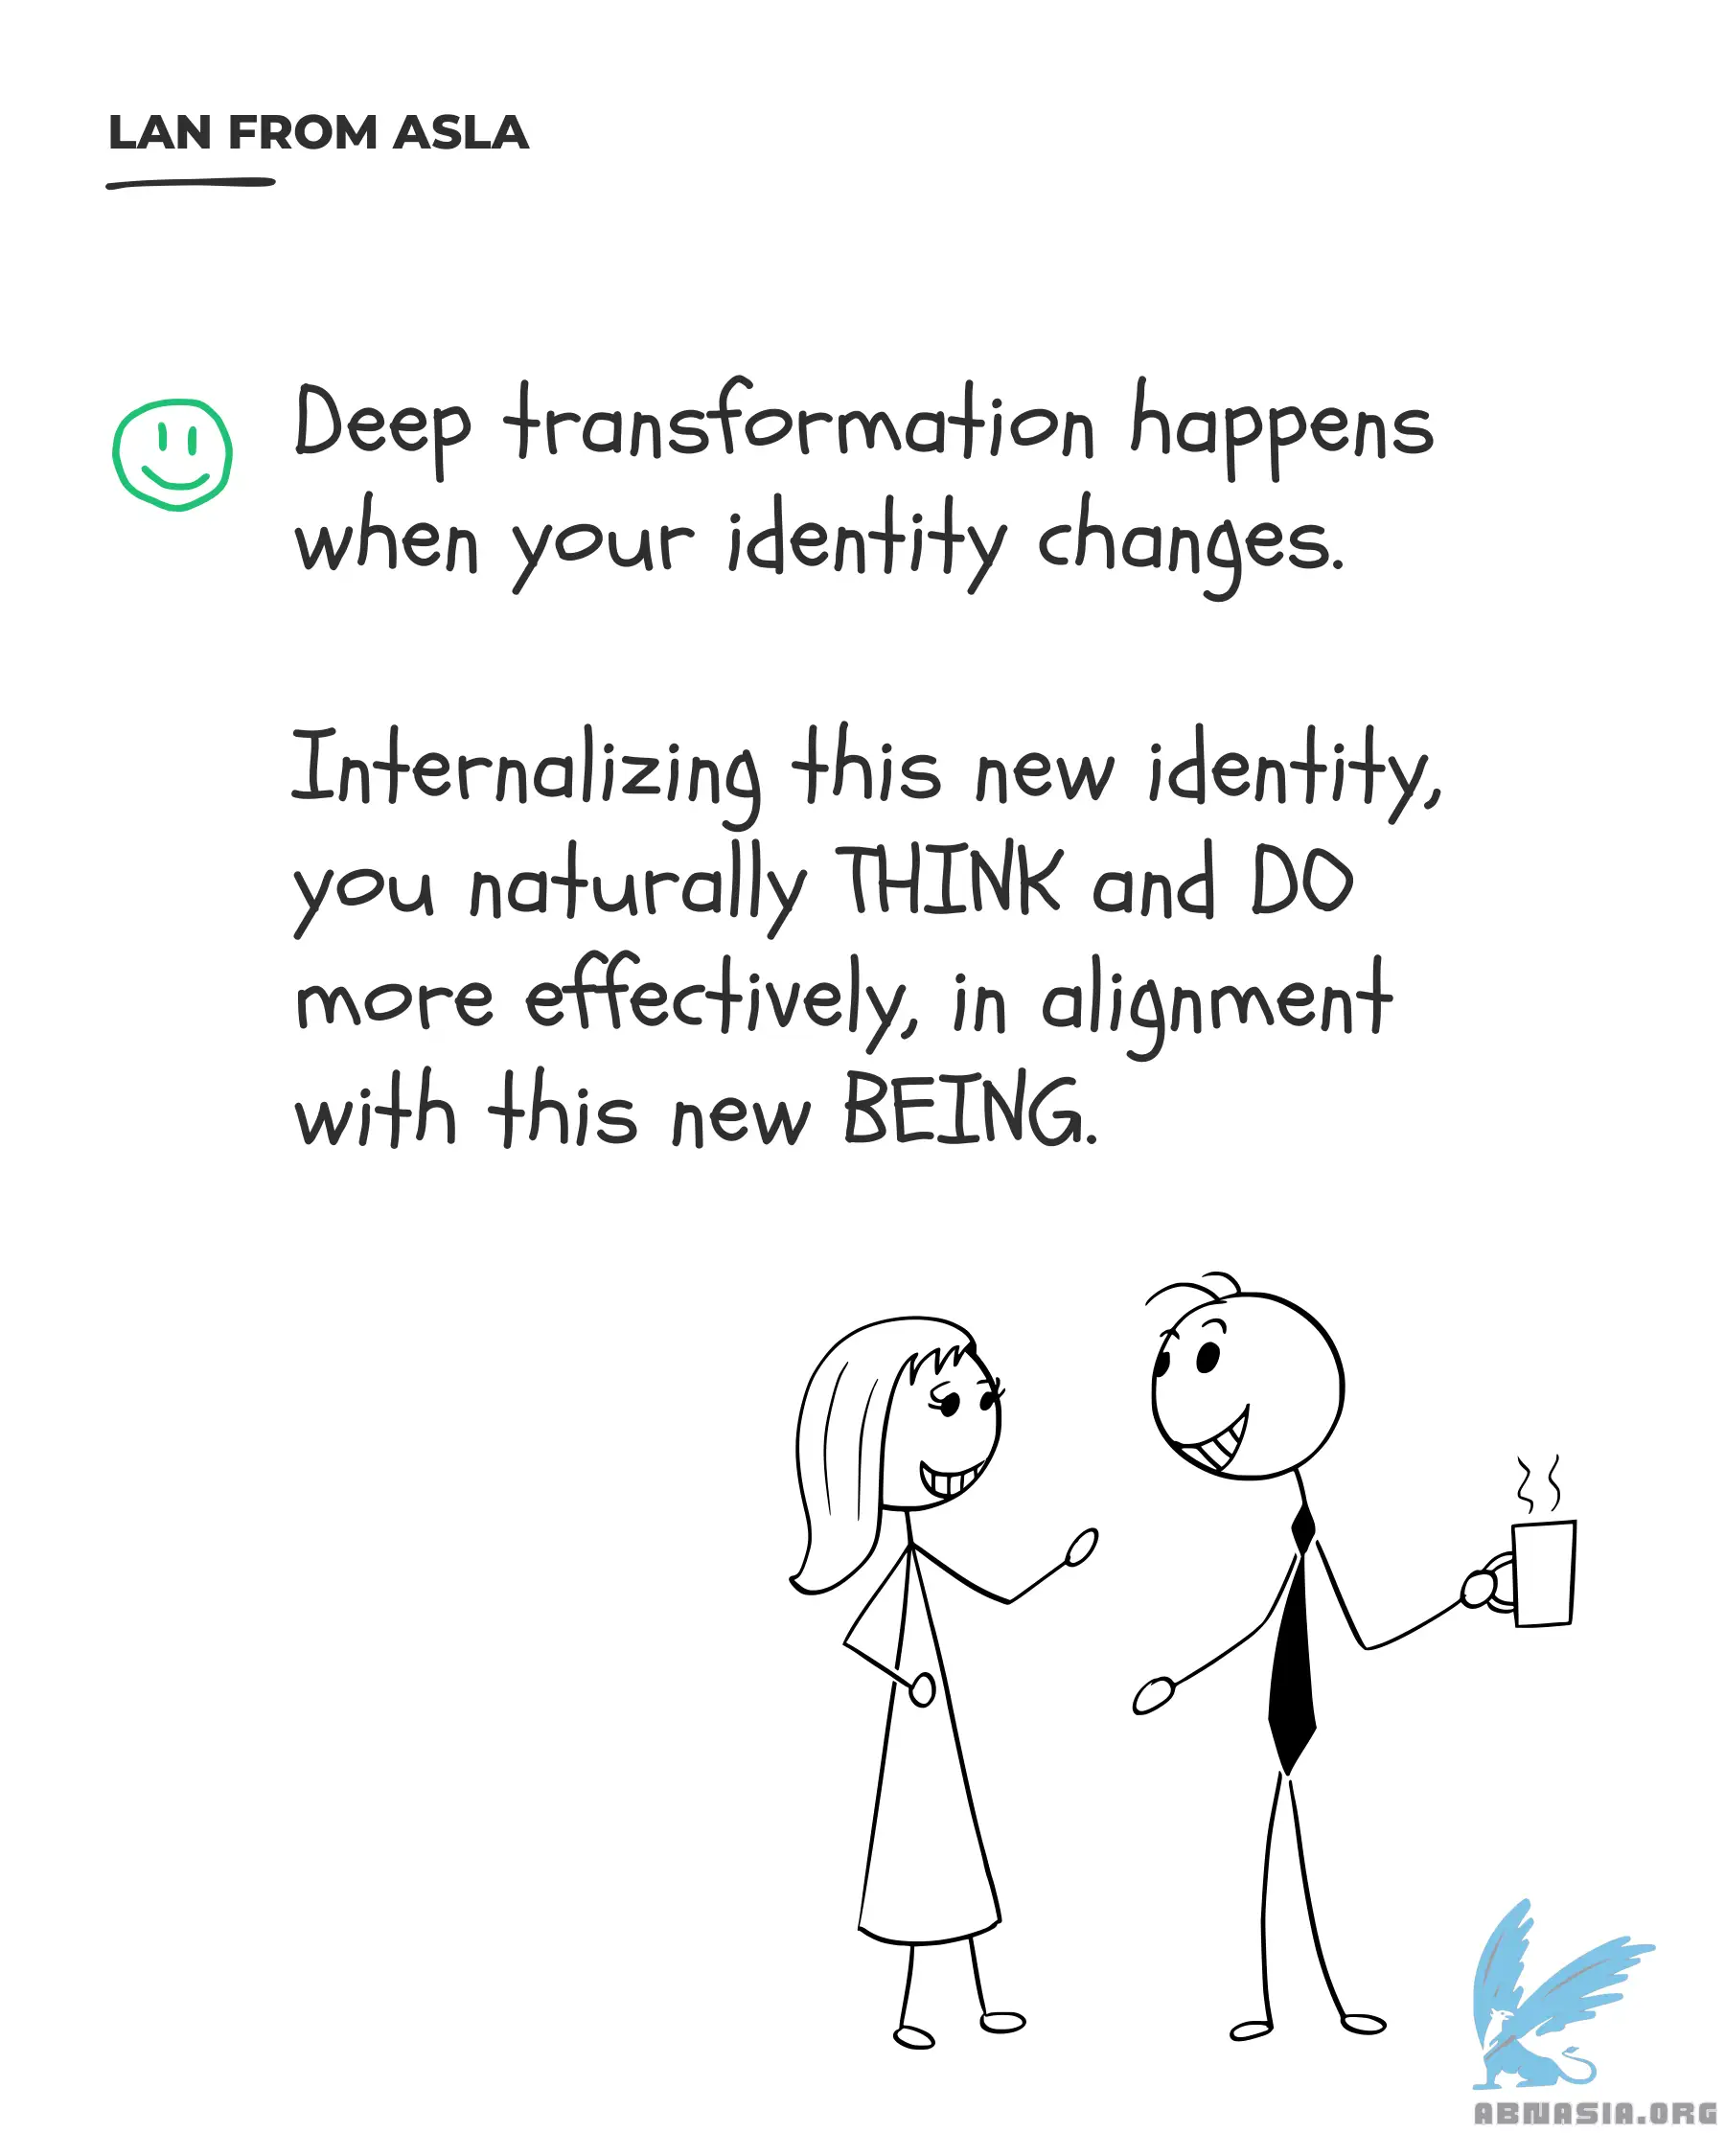 LAN FROM ASLA
Deep transformation happens
when your identity changes.
Internalizing this new identity,
you naturally THINK and DO
more effectively, in alignment
with this new BEING.
ABNASIA.ORG